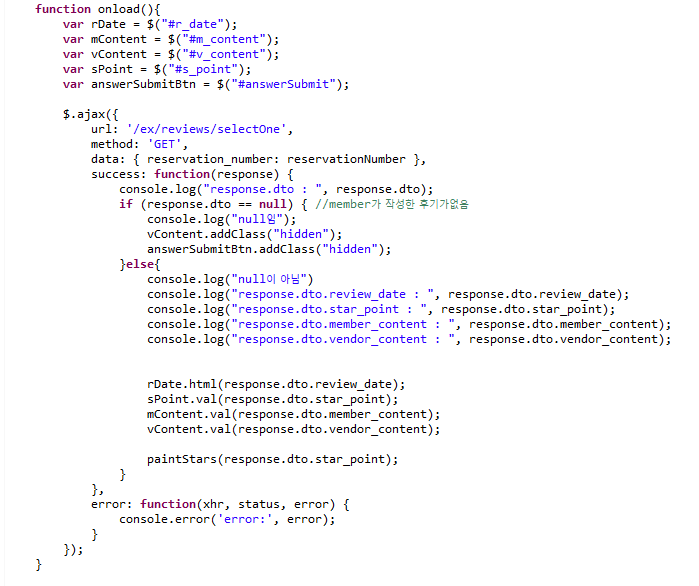 function onload(){
    var rDate = $("#r_date");
    var mContent = $("#m_content");
    var vContent = $("#v_content");
    var sPoint = $("#s_point");
    var answerSubmitBtn = $("#answerSubmit");

    $.ajax({
        url: '/ex/reviews/selectOne',
        method: 'GET',
        data: { reservation_number: reservationNumber },
        success: function(response) {
            console.log("response.dto : ", response.dto);
            if (response.dto == null) { //member가 작성한 후기가없음
                console.log("null임");
                vContent.addClass("hidden");
                answerSubmitBtn.addClass("hidden");
            }else{
                console.log("null이 아님")
                console.log("response.dto.review_date : ", response.dto.review_date);
                console.log("response.dto.star_point : ", response.dto.star_point);
                console.log("response.dto.member_content : ", response.dto.member_content);
                console.log("response.dto.vendor_content : ", response.dto.vendor_content);

                rDate.html(response.dto.review_date);
                sPoint.val(response.dto.star_point);
                mContent.val(response.dto.member_content);
                vContent.val(response.dto.vendor_content);

                paintStars(response.dto.star_point);
            }
        },
        error: function(xhr, status, error) {
            console.error('error:', error);
        }
    });
}